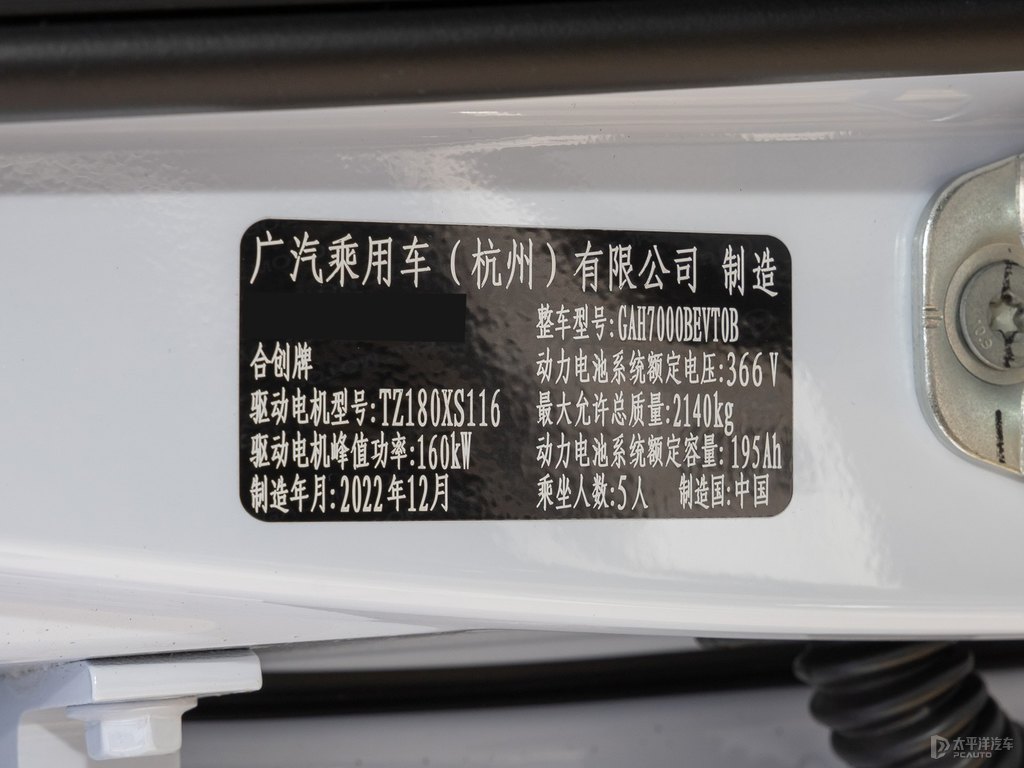 广汽乘用车（杭州）有限公司 制造
整车型号:GAH7000BEVT0B
合创牌
动力电池系统额定电压:366V
驱动电机型号:TZ180XS116
最大允许总质量:2140kg
驱动电机峰值功率:160kW
动力电池系统额定容量:195Ah
制造年月:2022年12月
乘坐人数:5人 制造国:中国
太平洋汽车
PCAUTO